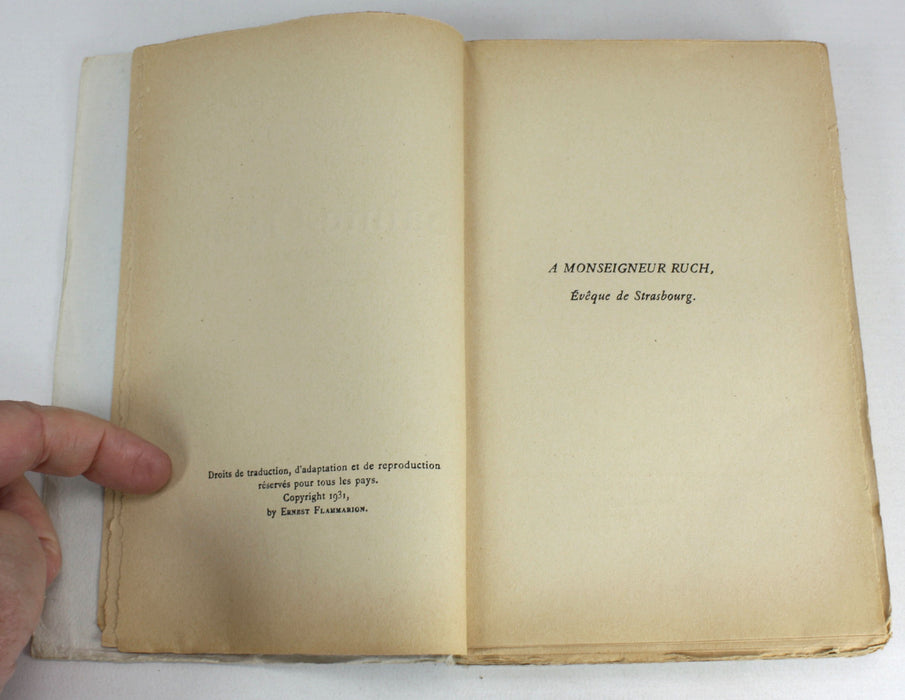 Droits de traduction, d'adaptation et de reproduction
réservés pour tous les pays.
Copyright 1931,
by ERNEST FLAMMARION.
A MONSEIGNEUR RUCH,
Évêque de Strasbourg.